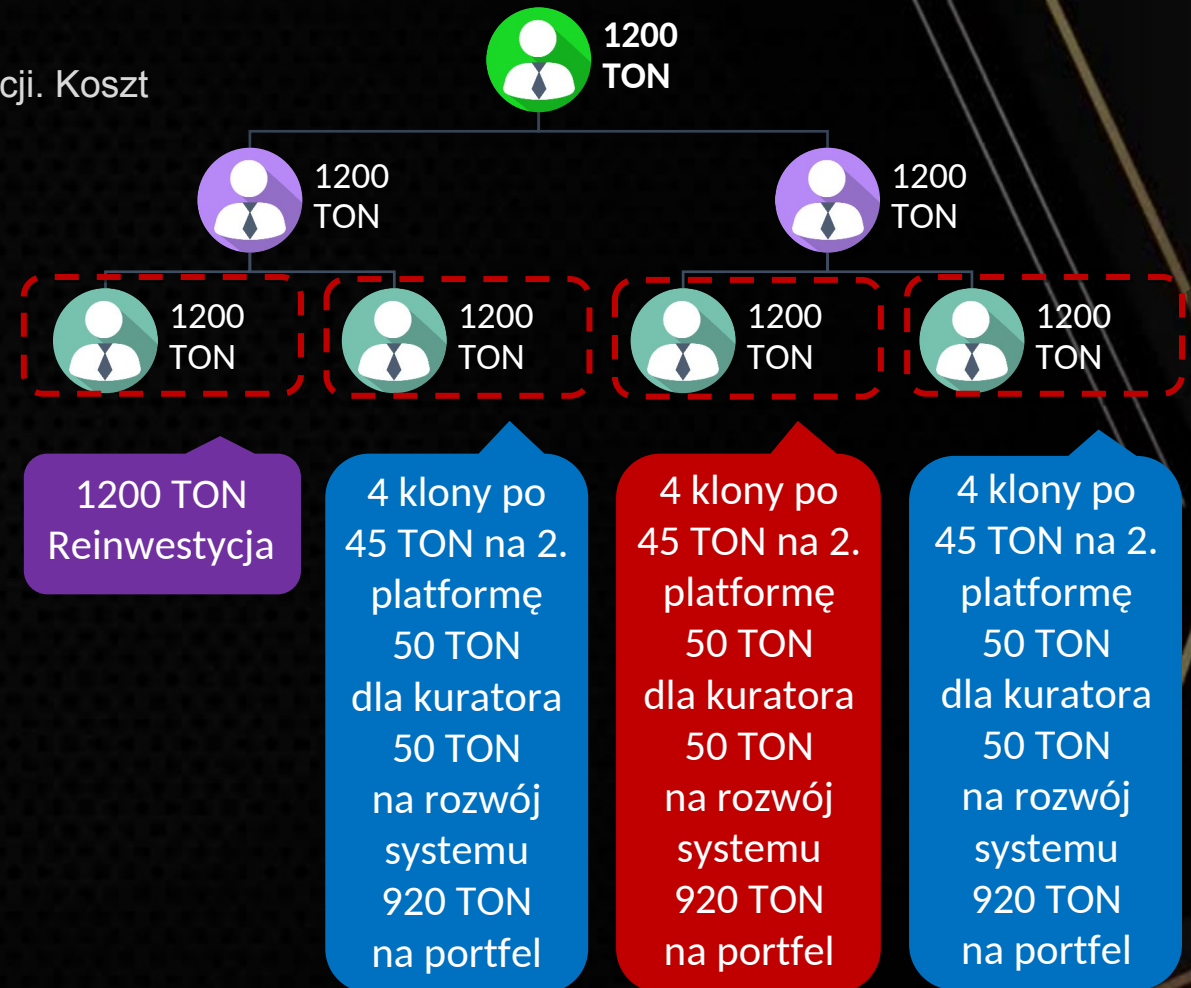 1200
TON
cji. Koszt
1200
TON
1200
TON
1200
TON
1200
TON
1200
TON
1200
TON
1200 TON
Reinwestycja
4 klony po
45 TON na 2.
platformę
50 TON
dla kuratora
50 TON
na rozwój
systemu
920 TON
na portfel
4 klony po
45 TON na 2.
platformę
50 TON
dla kuratora
50 TON
na rozwój
systemu
920 TON
na portfel
4 klony po
45 TON na 2.
platformę
50 TON
dla kuratora
50 TON
na rozwój
systemu
920 TON
na portfel